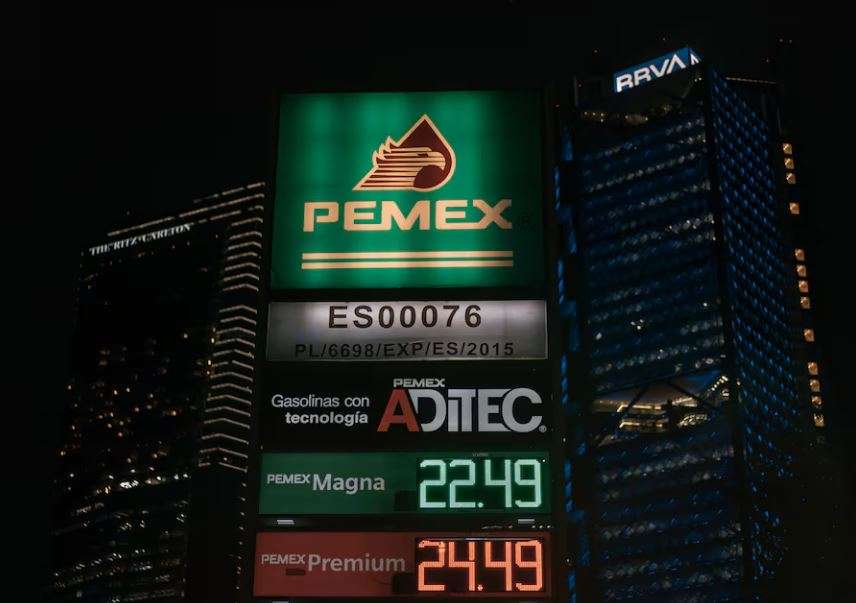 BBVA
THE RITZ-CARLTON
PEMEX
ES00076
PL/6698/EXP/ES/2015
Gasolinas con
tecnología
PEMEX
ADiTEC®
PEMEX Magna 22.49
PEMEX Premium 24.49